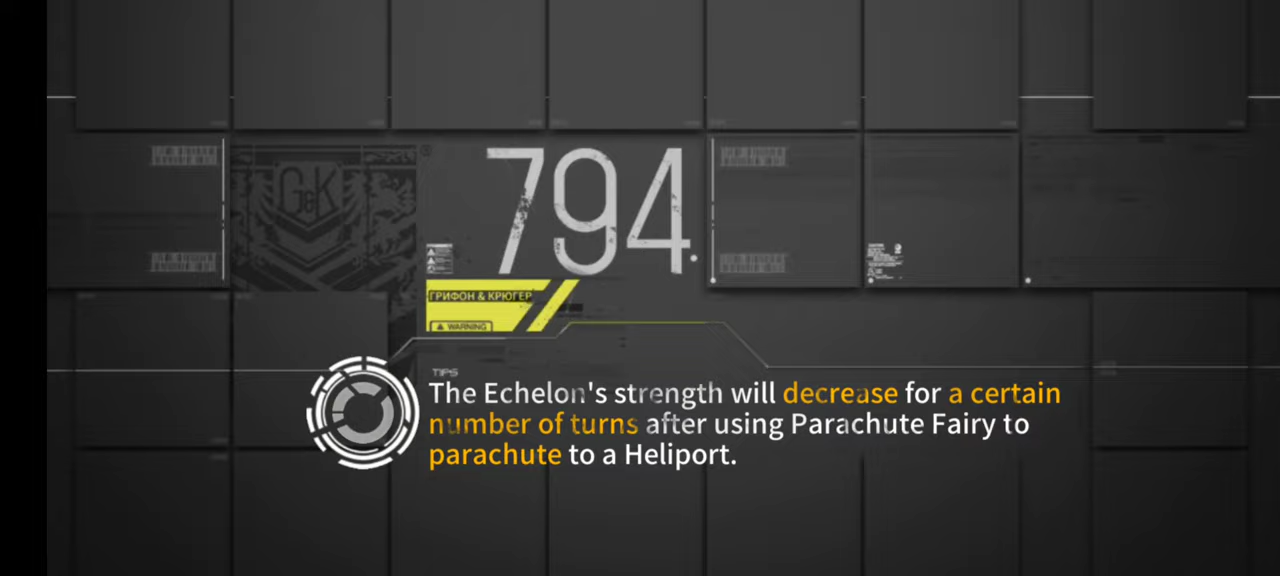 G&K
794.
ГРИФОН & КРЮГЕР
WARNING
TIPS
The Echelon's strength will decrease for a certain
number of turns after using Parachute Fairy to
parachute to a Heliport.